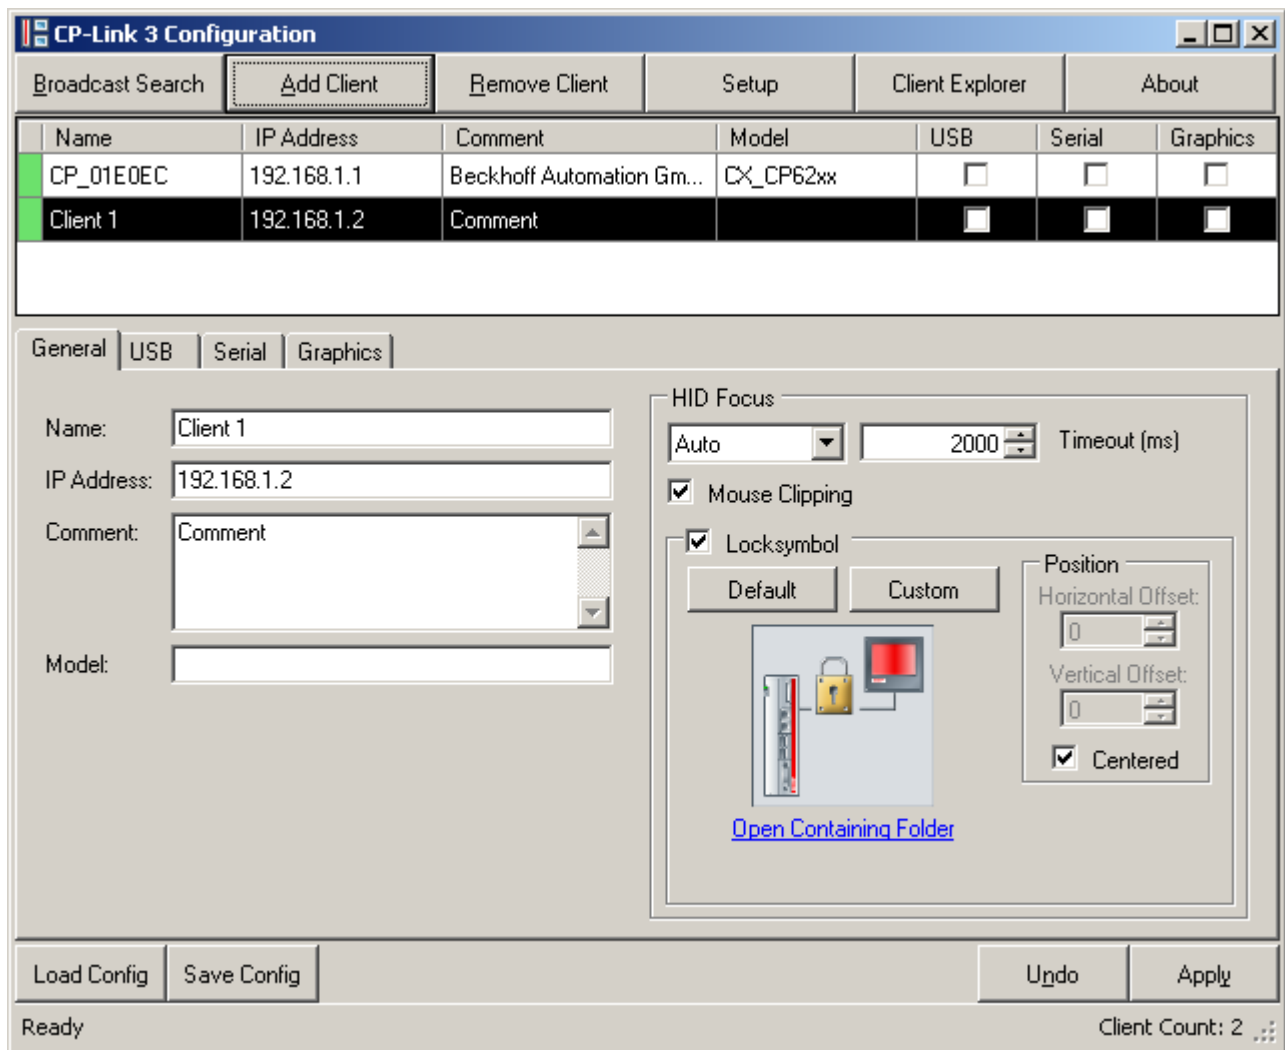 CP-Link 3 Configuration
Broadcast Search Add Client Remove Client Setup Client Explorer About
Name IP Address Comment Model USB Serial Graphics
CP_01E0EC 192.168.1.1 Beckhoff Automation Gm... CX_CP62xx
Client 1 192.168.1.2 Comment
General USB Serial Graphics
HID Focus
Name: Client 1
Auto 2000 Timeout (ms)
IP Address: 192.168.1.2
Mouse Clipping
Comment: Comment
Locksymbol
Position
Default Custom
Horizontal Offset:
0
Model:
Vertical Offset:
0
Centered
Open Containing Folder
Load Config Save Config Undo Apply
Ready Client Count: 2